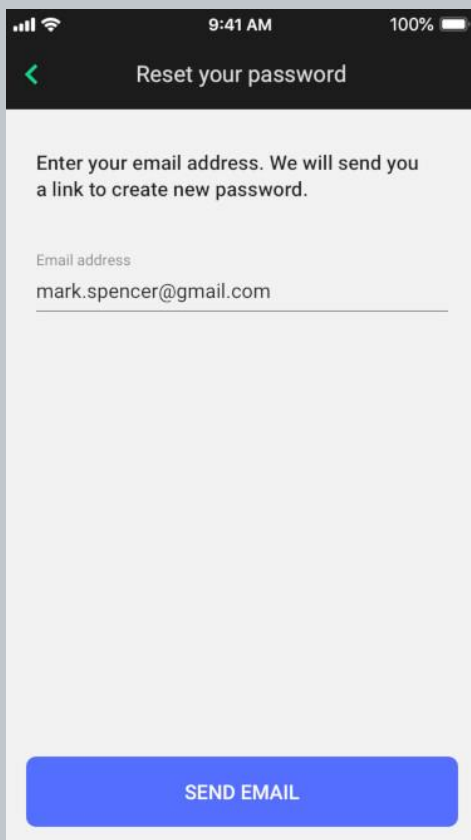 9:41 AM
100%
Reset your password
Enter your email address. We will send you
a link to create new password.
Email address
mark.spencer@gmail.com
SEND EMAIL